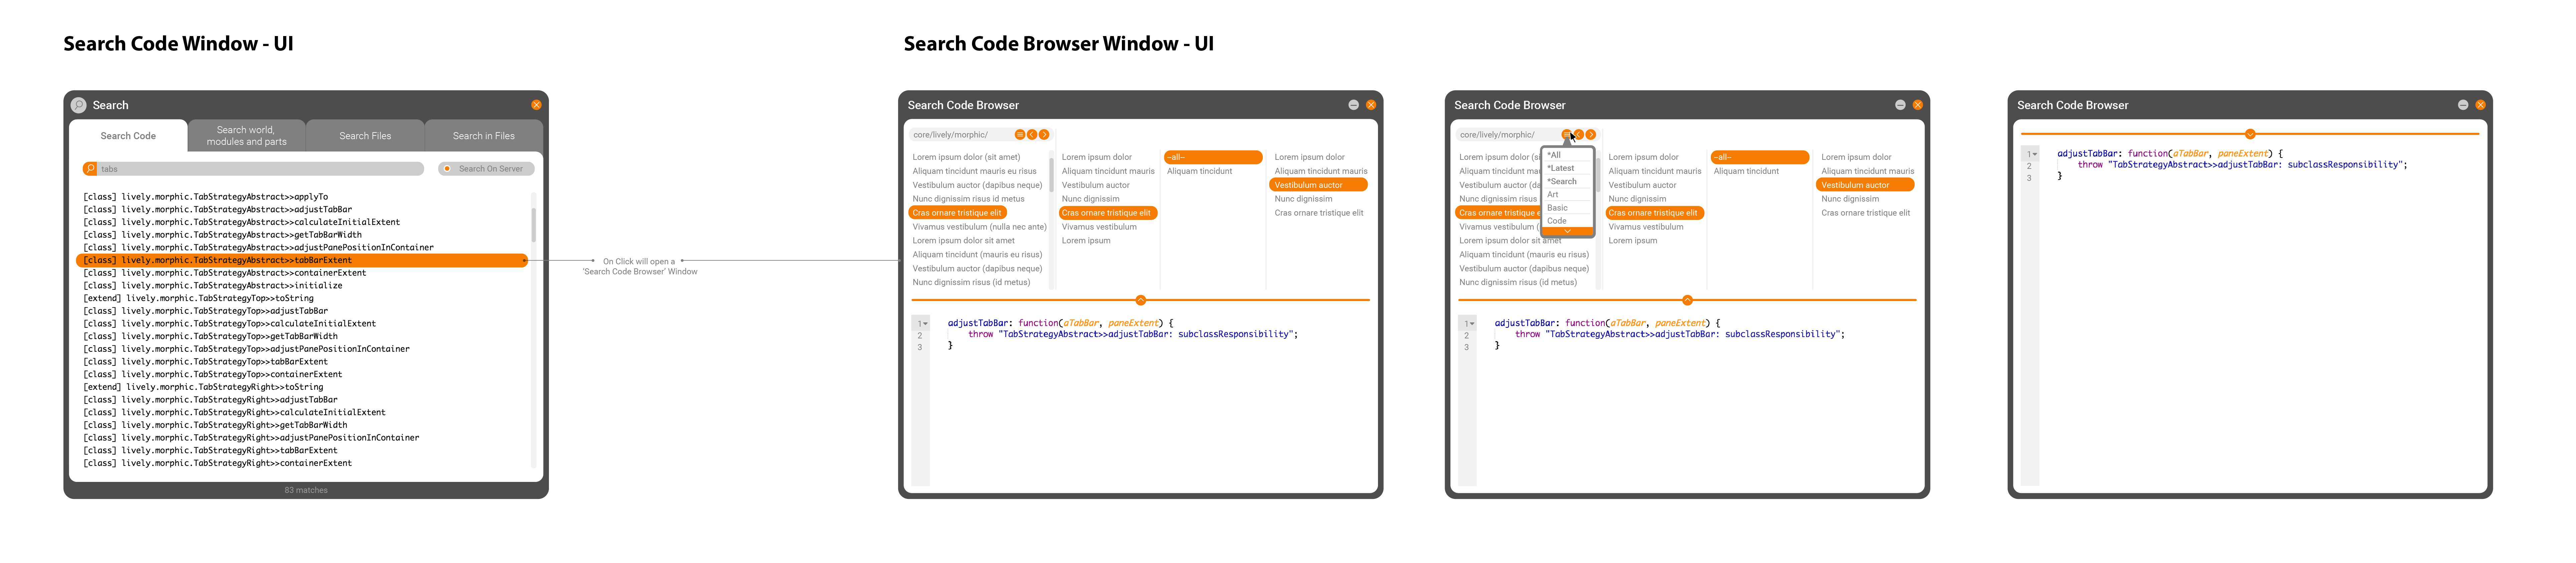 Search Code Window - UI
Search
Search Code
Search world,
modules and parts
Search Files
Search in Files
tabs
Search On Server
[class] lively.morphic.TabStrategyAbstract>>applyTo
[class] lively.morphic.TabStrategyAbstract>>adjustTabBar
[class] lively.morphic.TabStrategyAbstract>>calculateInitialExtent
[class] lively.morphic.TabStrategyAbstract>>getTabBarWidth
[class] lively.morphic.TabStrategyAbstract>>adjustPanePositionInContainer
[class] lively.morphic.TabStrategyAbstract>>tabBarExtent
[class] lively.morphic.TabStrategyAbstract>>containerExtent
[class] lively.morphic.TabStrategyAbstract>>initialize
[extend] lively.morphic.TabStrategyTop>>toString
[class] lively.morphic.TabStrategyTop>>adjustTabBar
[class] lively.morphic.TabStrategyTop>>calculateInitialExtent
[class] lively.morphic.TabStrategyTop>>getTabBarWidth
[class] lively.morphic.TabStrategyTop>>adjustPanePositionInContainer
[class] lively.morphic.TabStrategyTop>>tabBarExtent
[class] lively.morphic.TabStrategyTop>>containerExtent
[extend] lively.morphic.TabStrategyRight>>toString
[class] lively.morphic.TabStrategyRight>>adjustTabBar
[class] lively.morphic.TabStrategyRight>>calculateInitialExtent
[class] lively.morphic.TabStrategyRight>>getTabBarWidth
[class] lively.morphic.TabStrategyRight>>adjustPanePositionInContainer
[class] lively.morphic.TabStrategyRight>>tabBarExtent
[class] lively.morphic.TabStrategyRight>>containerExtent
83 matches
On Click will open a
'Search Code Browser' Window
Search Code Browser Window - UI
Search Code Browser
core/lively/morphic/
Lorem ipsum dolor (sit amet)
Aliquam tincidunt mauris eu risus
Vestibulum auctor (dapibus neque)
Nunc dignissim risus id metus
Cras ornare tristique elit
Vivamus vestibulum (nulla nec ante)
Lorem ipsum dolor sit amet
Aliquam tincidunt (mauris eu risus)
Vestibulum auctor (dapibus neque)
Nunc dignissim risus (id metus)
Lorem ipsum dolor
Aliquam tincidunt mauris
Vestibulum auctor
Nunc dignissim
Cras ornare tristique elit
Vivamus vestibulum
Lorem ipsum
--all--
Aliquam tincidunt
Lorem ipsum dolor
Aliquam tincidunt mauris
Vestibulum auctor
Nunc dignissim
Cras ornare tristique elit
1 adjustTabBar: function(aTabBar, paneExtent) {
2 throw "TabStrategyAbstract>>adjustTabBar: subclassResponsibility";
3 }
Search Code Browser
core/lively/morphic/
Lorem ipsum dolor (si
Aliquam tincidunt mau
Vestibulum auctor (da
Nunc dignissim risus
Cras ornare tristique e
Vivamus vestibulum (
Lorem ipsum dolor sit amet
Aliquam tincidunt (mauris eu risus)
Vestibulum auctor (dapibus neque)
Nunc dignissim risus (id metus)
*All
*Latest
*Search
Art
Basic
Code
Lorem ipsum dolor
Aliquam tincidunt mauris
Vestibulum auctor
Nunc dignissim
Cras ornare tristique elit
Vivamus vestibulum
Lorem ipsum
--all--
Aliquam tincidunt
Lorem ipsum dolor
Aliquam tincidunt mauris
Vestibulum auctor
Nunc dignissim
Cras ornare tristique elit
1 adjustTabBar: function(aTabBar, paneExtent) {
2 throw "TabStrategyAbstract>>adjustTabBar: subclassResponsibility";
3 }
Search Code Browser
1 adjustTabBar: function(aTabBar, paneExtent) {
2 throw "TabStrategyAbstract>>adjustTabBar: subclassResponsibility";
3 }